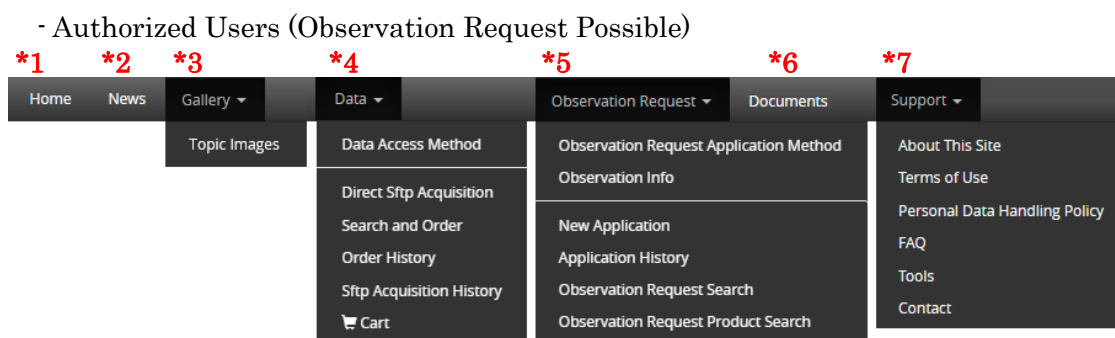 - Authorized Users (Observation Request Possible)
*1 *2 *3 *4 *5 *6 *7
Home News Gallery Data Observation Request Documents Support
Topic Images
Data Access Method
Direct Sftp Acquisition
Search and Order
Order History
Sftp Acquisition History
Cart
Observation Request Application Method
Observation Info
New Application
Application History
Observation Request Search
Observation Request Product Search
About This Site
Terms of Use
Personal Data Handling Policy
FAQ
Tools
Contact